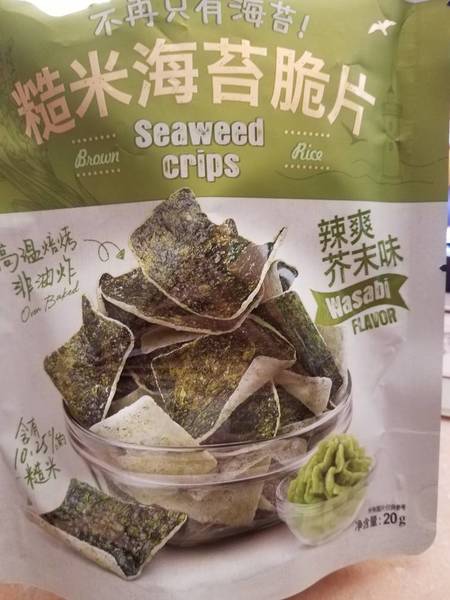 不再只有海苔!
糙米海苔脆片
Seaweed
Brown Rice
crips
高温焙烤
非油炸
Oven Baked
辣爽
芥末味
Wasabi
FLAVOR
含有
10.25%的
糙米
净含量:20g